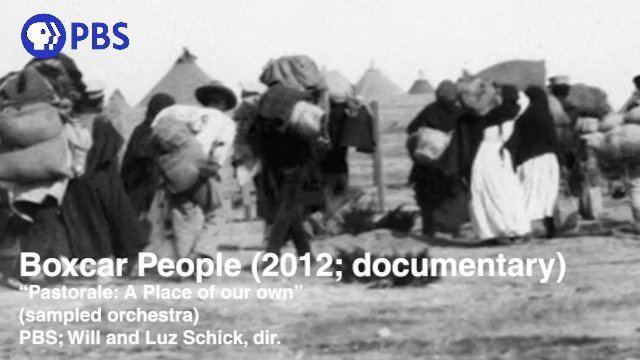 PBS
Boxcar People (2012; documentary)
“Pastorale: A Place of our own”
(sampled orchestra)
PBS; Will and Luz Schick, dir.